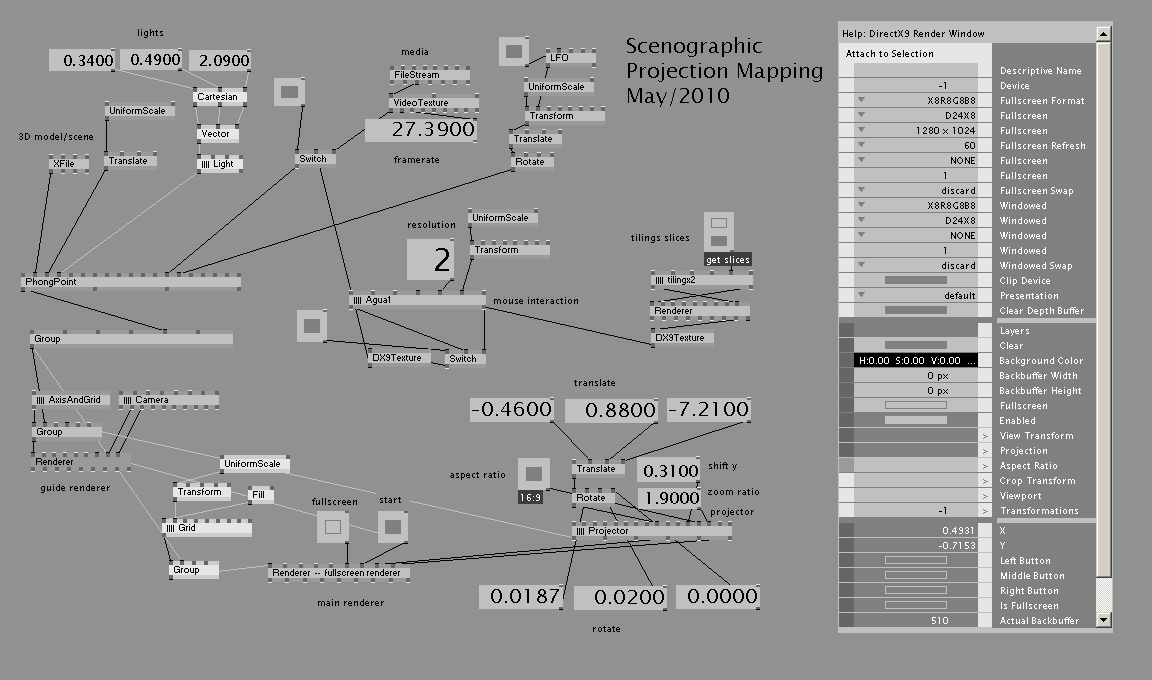 lights
0.3400 0.4900 2.0900
Cartesian
UniformScale
3D model/scene
Vector
XFile
Translate
Light
media
FileStream
VideoTexture
27.3900
framerate
Switch
LFO
UniformScale
Transform
Translate
Rotate
Scenographic
Projection Mapping
May/2010
resolution
UniformScale
2
Transform
Agua1
mouse interaction
DX9Texture
Switch
tilings slices
get slices
tilingx2
Renderer
DX9Texture
PhongPoint
Group
AxisAndGrid
Camera
Group
Renderer
guide renderer
UniformScale
Transform
Fill
Grid
Group
fullscreen
start
Renderer -- fullscreen renderer
main renderer
translate
-0.4600 0.8800 -7.2100
aspect ratio
16:9
Translate
0.3100
shift y
Rotate
1.9000
zoom ratio
projector
Projector
0.0187 0.0200 0.0000
rotate
Help: DirectX9 Render Window
Attach to Selection
Descriptive Name
-1 Device
X8R8G8B8 Fullscreen Format
D24X8 Fullscreen
1280 x 1024 Fullscreen
60 Fullscreen Refresh
NONE Fullscreen
1 Fullscreen
discard Fullscreen Swap
X8R8G8B8 Windowed
D24X8 Windowed
NONE Windowed
1 Windowed
discard Windowed Swap
Clip Device
default Presentation
Clear Depth Buffer
Layers
Clear
H:0.00 S:0.00 V:0.00 ... Background Color
0 px Backbuffer Width
0 px Backbuffer Height
Fullscreen
Enabled
> View Transform
> Projection
> Aspect Ratio
> Crop Transform
> Viewport
-1 > Transformations
0.4931 X
-0.7153 Y
Left Button
Middle Button
Right Button
Is Fullscreen
510 Actual Backbuffer